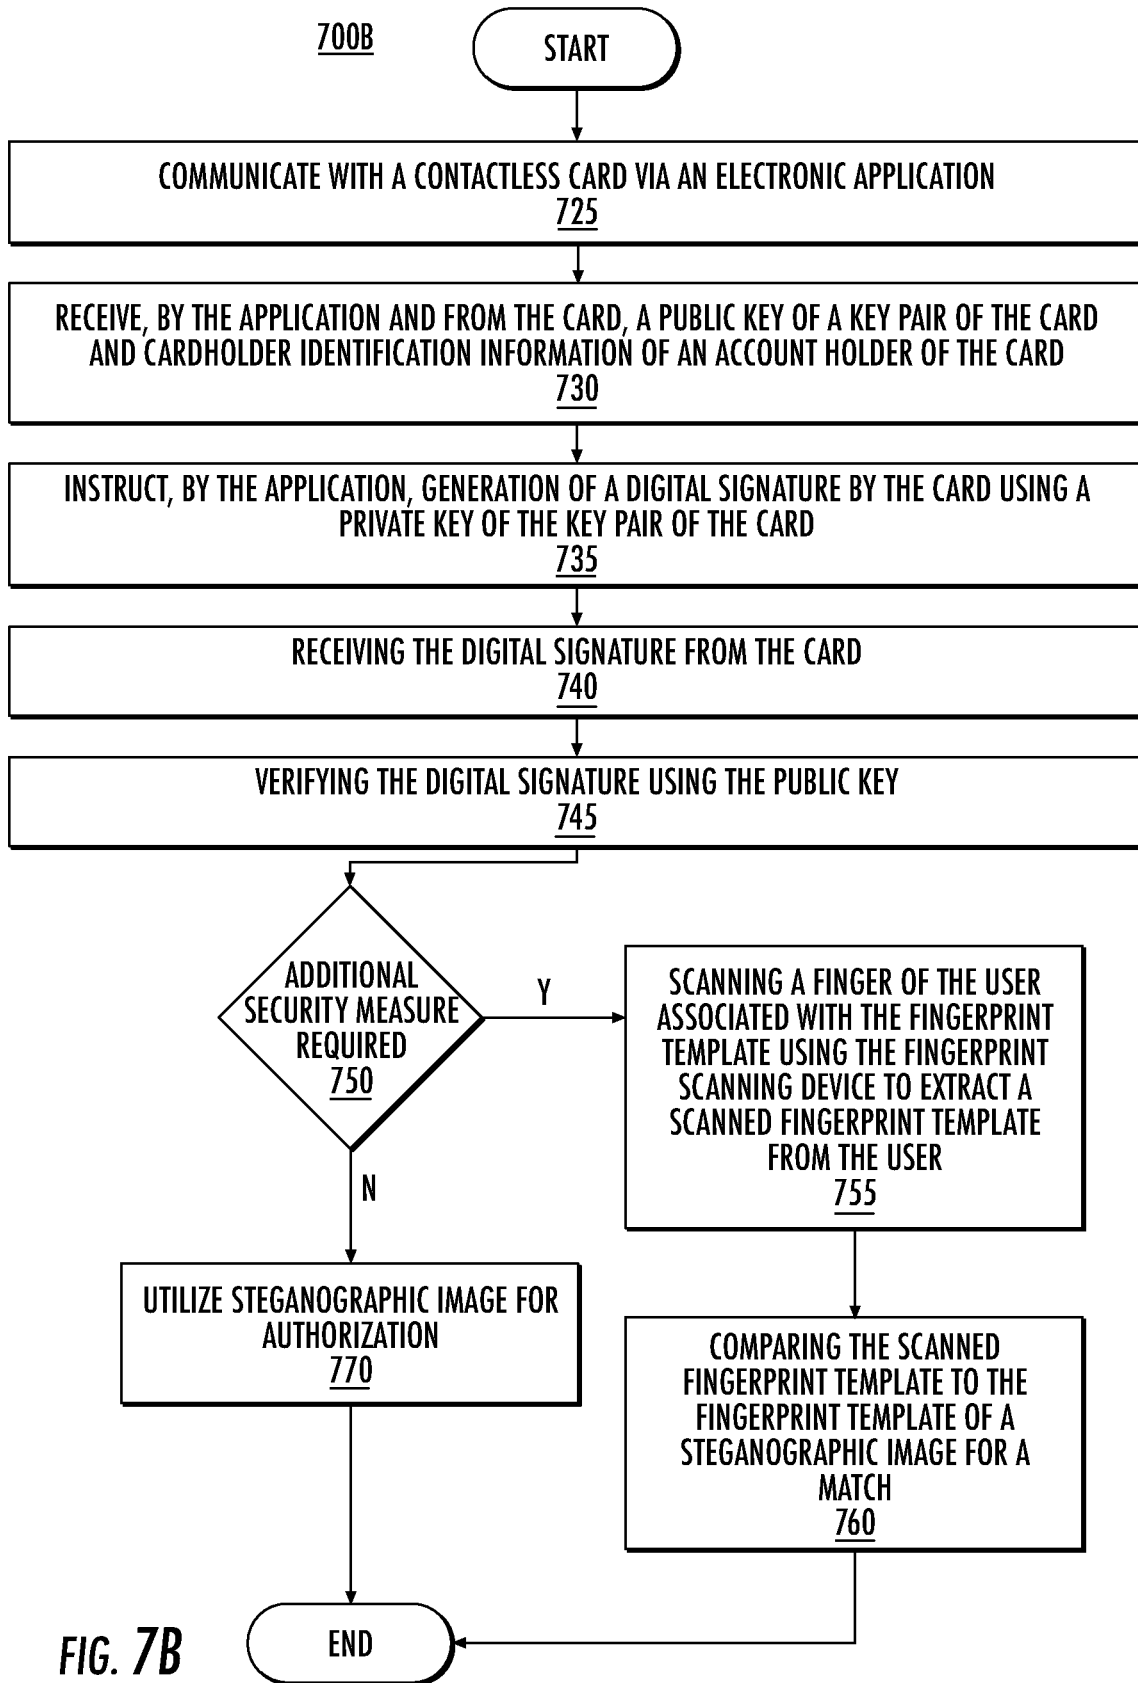 700B
START
COMMUNICATE WITH A CONTACTLESS CARD VIA AN ELECTRONIC APPLICATION
725
RECEIVE, BY THE APPLICATION AND FROM THE CARD, A PUBLIC KEY OF A KEY PAIR OF THE CARD
AND CARDHOLDER IDENTIFICATION INFORMATION OF AN ACCOUNT HOLDER OF THE CARD
730
INSTRUCT, BY THE APPLICATION, GENERATION OF A DIGITAL SIGNATURE BY THE CARD USING A
PRIVATE KEY OF THE KEY PAIR OF THE CARD
735
RECEIVING THE DIGITAL SIGNATURE FROM THE CARD
740
VERIFYING THE DIGITAL SIGNATURE USING THE PUBLIC KEY
745
ADDITIONAL
SECURITY MEASURE
REQUIRED
750
Y
SCANNING A FINGER OF THE USER
ASSOCIATED WITH THE FINGERPRINT
TEMPLATE USING THE FINGERPRINT
SCANNING DEVICE TO EXTRACT A
SCANNED FINGERPRINT TEMPLATE
FROM THE USER
755
N
UTILIZE STEGANOGRAPHIC IMAGE FOR
AUTHORIZATION
770
COMPARING THE SCANNED
FINGERPRINT TEMPLATE TO THE
FINGERPRINT TEMPLATE OF A
STEGANOGRAPHIC IMAGE FOR A
MATCH
760
END
FIG. 7B